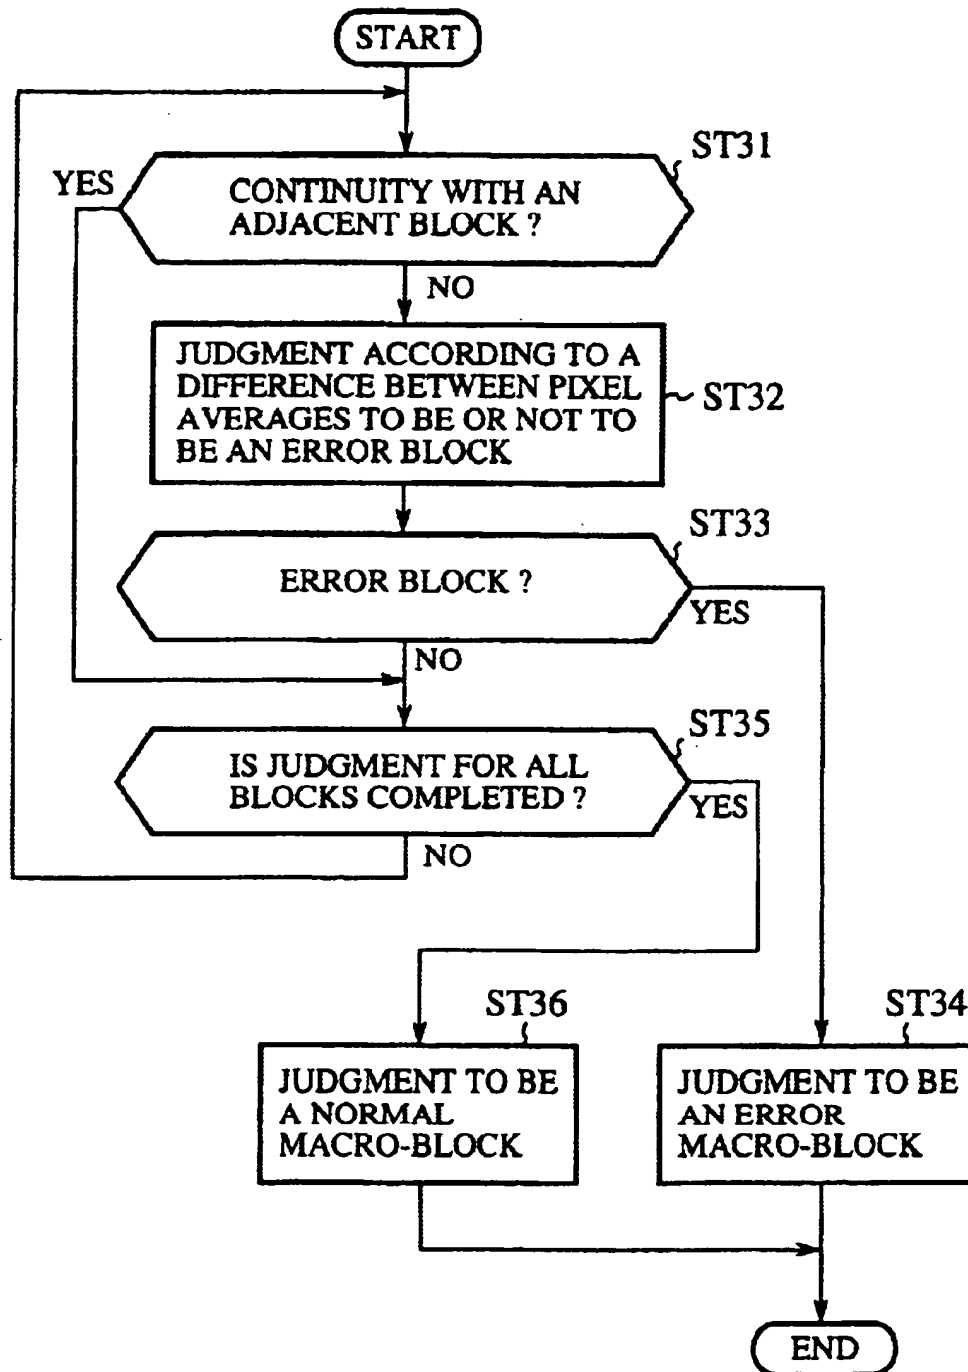 START
ST31
YES
CONTINUITY WITH AN
ADJACENT BLOCK ?
NO
JUDGMENT ACCORDING TO A
DIFFERENCE BETWEEN PIXEL
AVERAGES TO BE OR NOT TO
BE AN ERROR BLOCK
ST32
ST33
ERROR BLOCK ?
YES
NO
ST35
IS JUDGMENT FOR ALL
BLOCKS COMPLETED ?
YES
NO
ST36
JUDGMENT TO BE
A NORMAL
MACRO-BLOCK
ST34
JUDGMENT TO BE
AN ERROR
MACRO-BLOCK
END